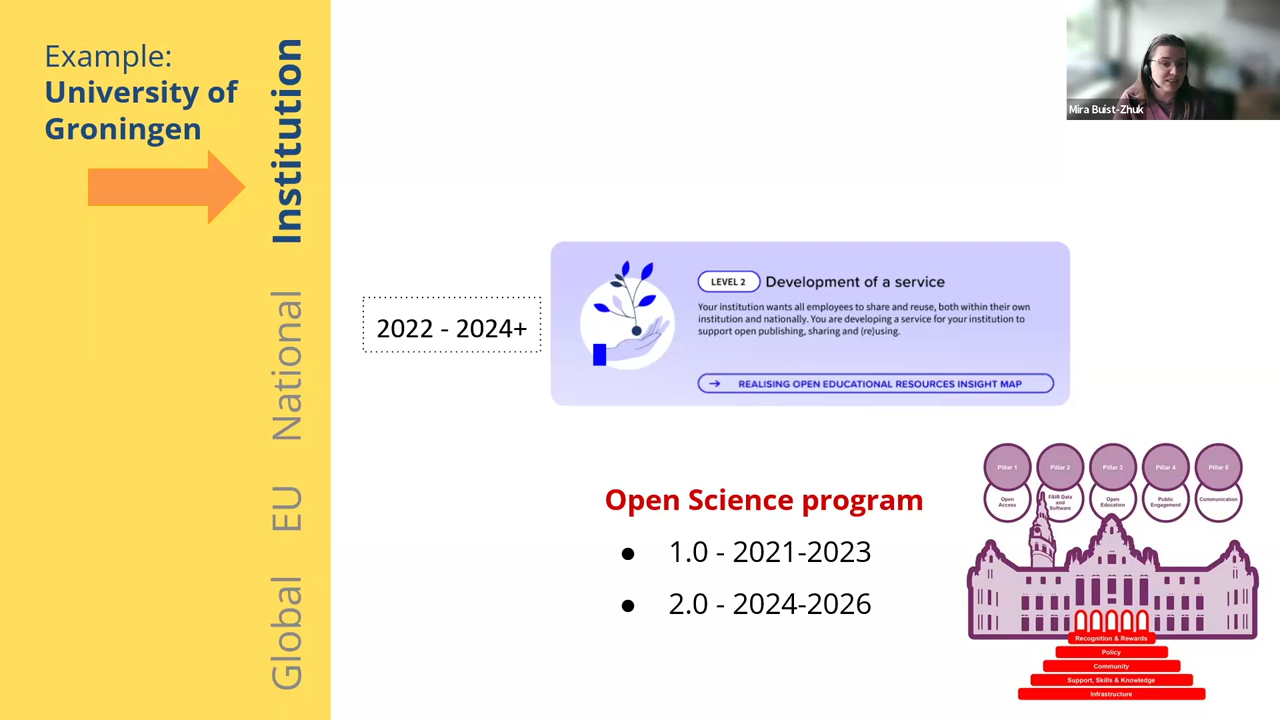 Example:
University of
Groningen
Institution
National
EU
Global
Mira Buist-Zhuk
2022 - 2024+
LEVEL 2 Development of a service
Your institution wants all employees to share and reuse, both within their own
institution and nationally. You are developing a service for your institution to
support open publishing, sharing and (re)using.
→ REALISING OPEN EDUCATIONAL RESOURCES INSIGHT MAP
Open Science program
● 1.0 - 2021-2023
● 2.0 - 2024-2026
Pillar 1 Pillar 2 Pillar 3 Pillar 4 Pillar 5
Open
Access
FAIR Data
and
Software
Open
Education
Public
Engagement
Communication
Recognition & Rewards
Policy
Community
Support, Skills & Knowledge
Infrastructure